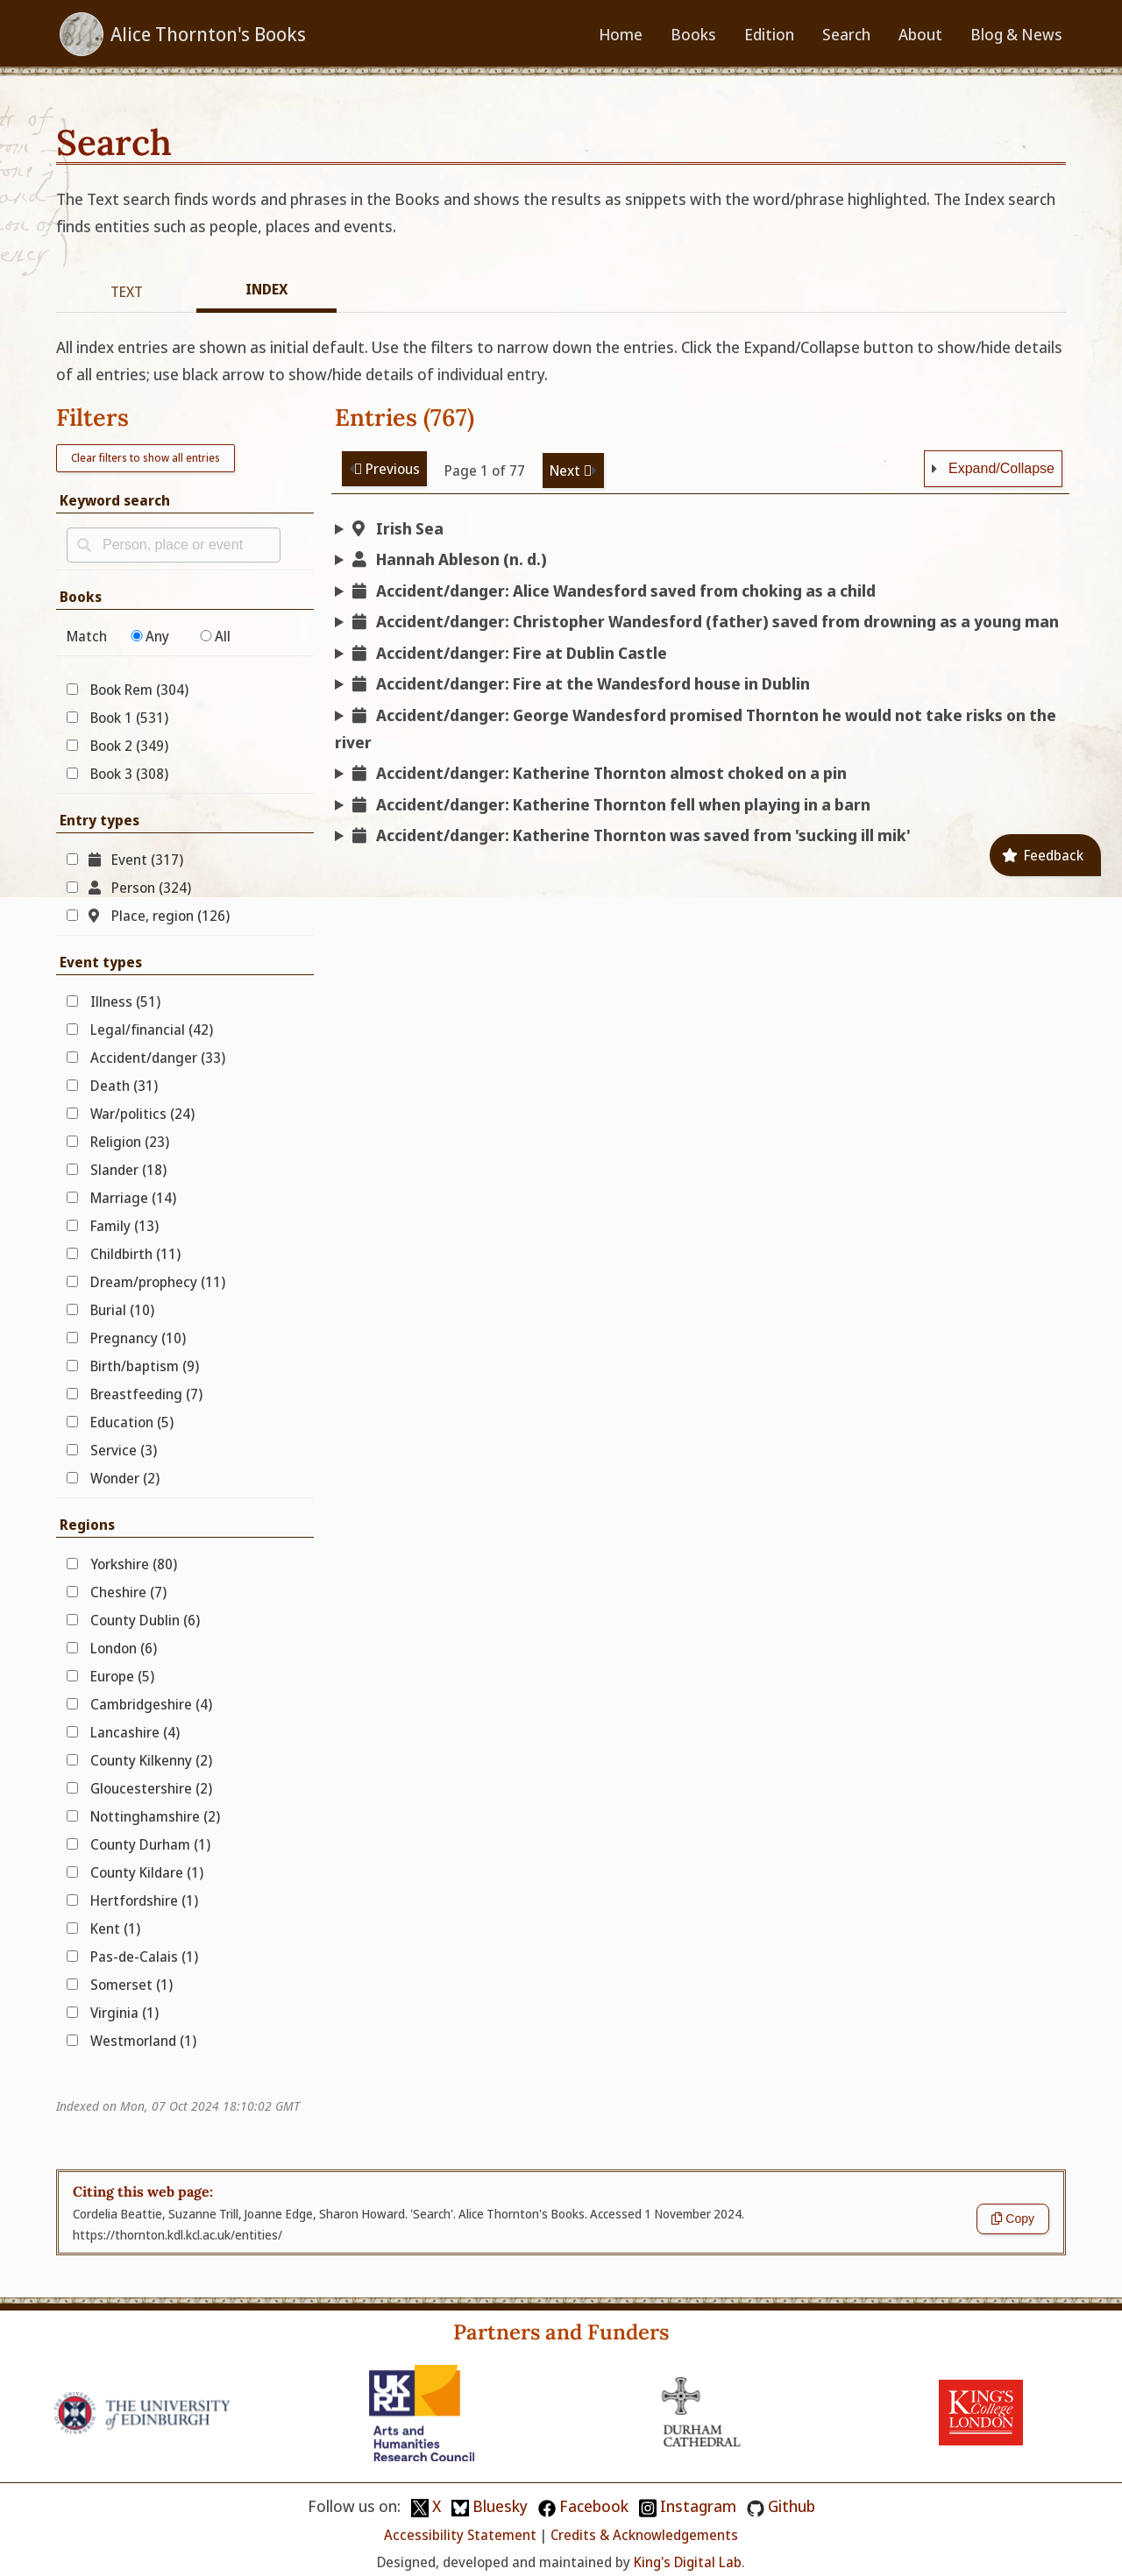 Alice Thornton's Books
Home
Books
Edition
Search
About
Blog & News
Search
The Text search finds words and phrases in the Books and shows the results as snippets with the word/phrase highlighted. The Index search
finds entities such as people, places and events.
TEXT
INDEX
All index entries are shown as initial default. Use the filters to narrow down the entries. Click the Expand/Collapse button to show/hide details
of all entries; use black arrow to show/hide details of individual entry.
Filters
Clear filters to show all entries
Keyword search
Person, place or event
Books
Match Any All
Book Rem (304)
Book 1 (531)
Book 2 (349)
Book 3 (308)
Entry types
Event (317)
Person (324)
Place, region (126)
Event types
Illness (51)
Legal/financial (42)
Accident/danger (33)
Death (31)
War/politics (24)
Religion (23)
Slander (18)
Marriage (14)
Family (13)
Childbirth (11)
Dream/prophecy (11)
Burial (10)
Pregnancy (10)
Birth/baptism (9)
Breastfeeding (7)
Education (5)
Service (3)
Wonder (2)
Regions
Yorkshire (80)
Cheshire (7)
County Dublin (6)
London (6)
Europe (5)
Cambridgeshire (4)
Lancashire (4)
County Kilkenny (2)
Gloucestershire (2)
Nottinghamshire (2)
County Durham (1)
County Kildare (1)
Hertfordshire (1)
Kent (1)
Pas-de-Calais (1)
Somerset (1)
Virginia (1)
Westmorland (1)
Entries (767)
Previous
Page 1 of 77
Next
Expand/Collapse
Irish Sea
Hannah Ableson (n. d.)
Accident/danger: Alice Wandesford saved from choking as a child
Accident/danger: Christopher Wandesford (father) saved from drowning as a young man
Accident/danger: Fire at Dublin Castle
Accident/danger: Fire at the Wandesford house in Dublin
Accident/danger: George Wandesford promised Thornton he would not take risks on the
river
Accident/danger: Katherine Thornton almost choked on a pin
Accident/danger: Katherine Thornton fell when playing in a barn
Accident/danger: Katherine Thornton was saved from 'sucking ill mik'
Feedback
Indexed on Mon, 07 Oct 2024 18:10:02 GMT
Citing this web page:
Cordelia Beattie, Suzanne Trill, Joanne Edge, Sharon Howard. 'Search'. Alice Thornton's Books. Accessed 1 November 2024.
https://thornton.kdl.kcl.ac.uk/entities/
Copy
Partners and Funders
THE UNIVERSITY
of EDINBURGH
UK
RI
Arts and
Humanities
Research Council
DURHAM
CATHEDRAL
KING'S
College
LONDON
Follow us on: X Bluesky Facebook Instagram Github
Accessibility Statement | Credits & Acknowledgements
Designed, developed and maintained by King's Digital Lab.